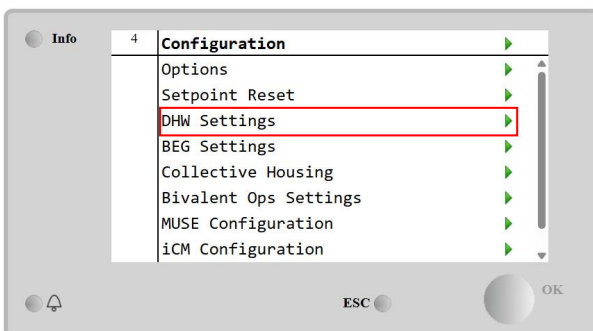 Info
4 Configuration
Options
Setpoint Reset
DHW Settings
BEG Settings
Collective Housing
Bivalent Ops Settings
MUSE Configuration
iCM Configuration
ESC
OK